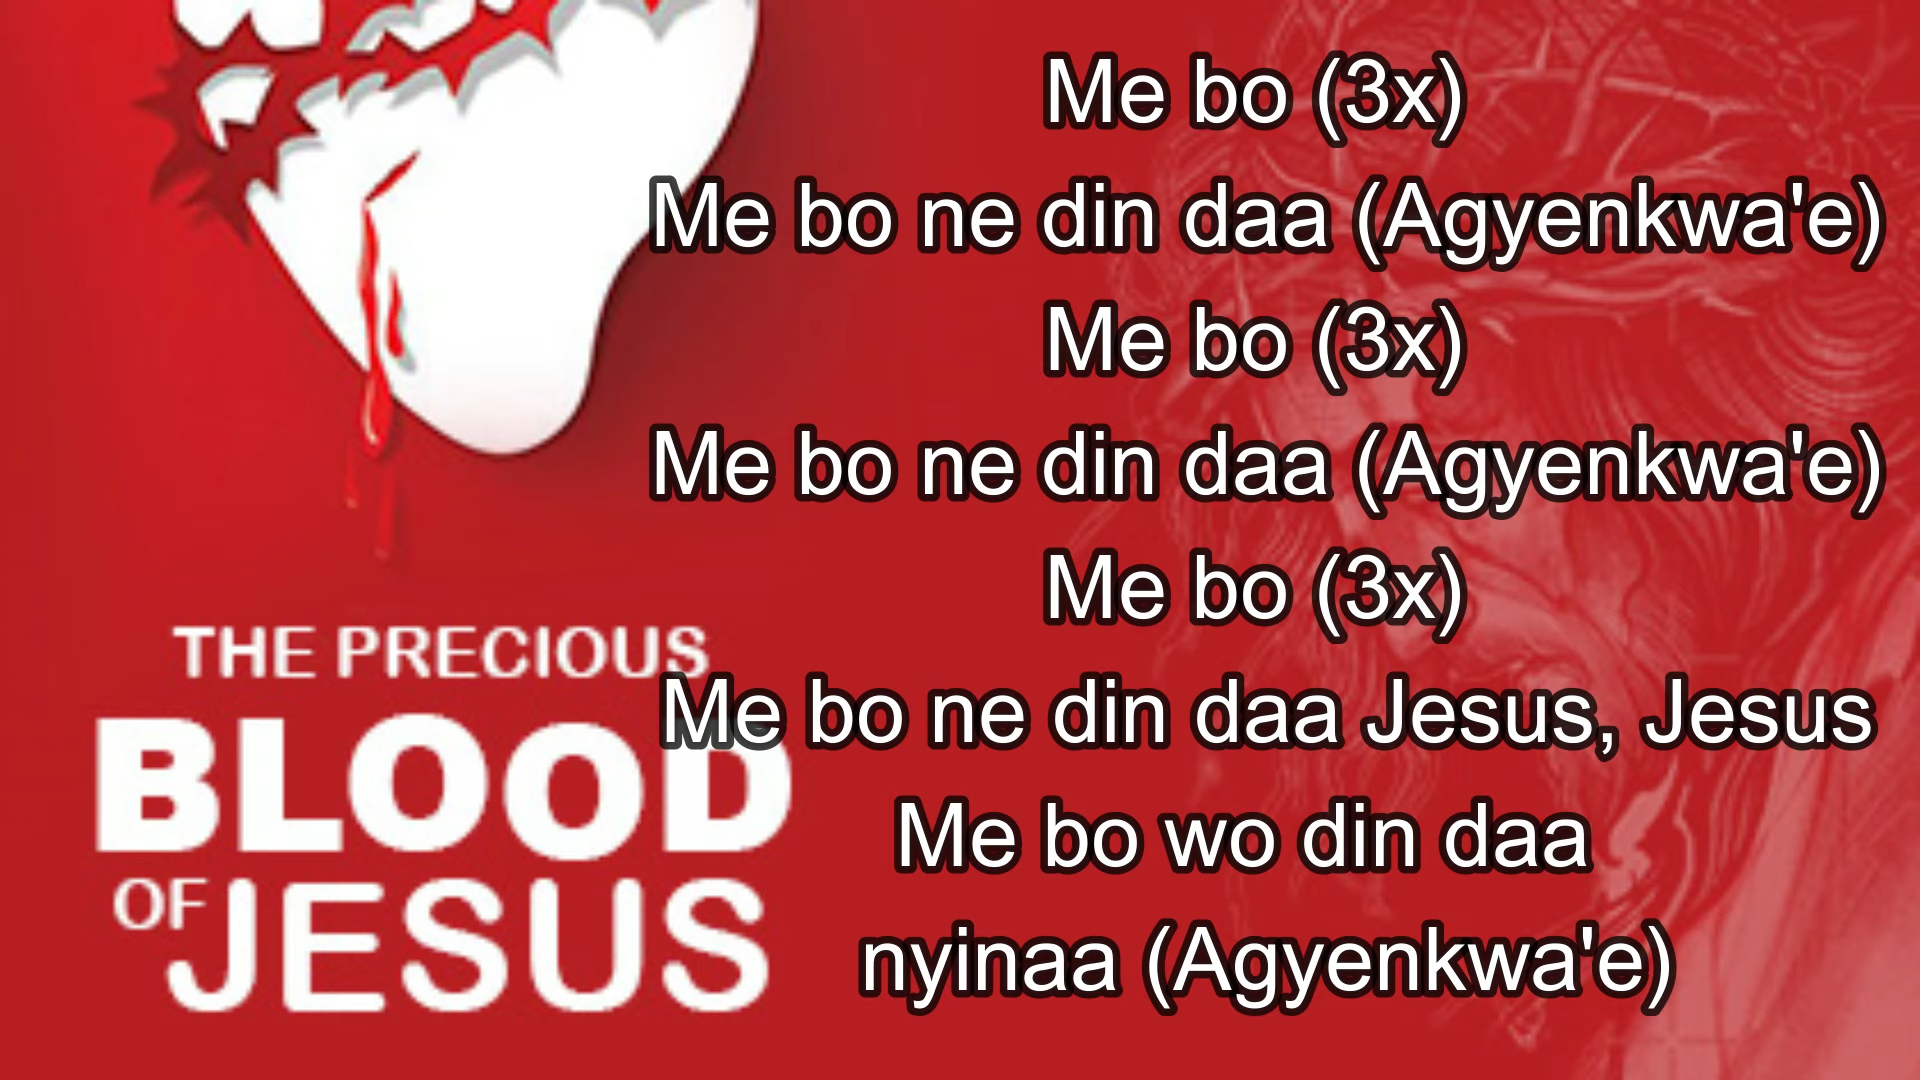 Me bo (3x)
Me bo ne din daa (Agyenkwa'e)
Me bo (3x)
Me bo ne din daa (Agyenkwa'e)
Me bo (3x)
Me bo ne din daa Jesus, Jesus
Me bo wo din daa
nyinaa (Agyenkwa'e)
THE PRECIOUS
BLOOD
OF JESUS